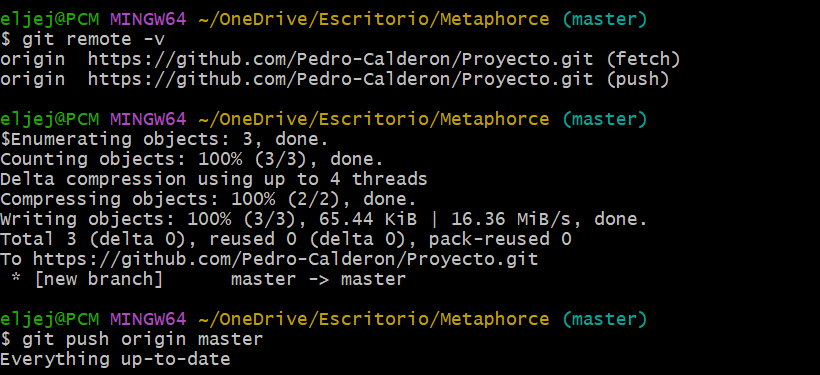 eljej@PCM MINGW64 ~/OneDrive/Escritorio/Metaphorce (master)
$ git remote -v
origin  https://github.com/Pedro-Calderon/Proyecto.git (fetch)
origin  https://github.com/Pedro-Calderon/Proyecto.git (push)
eljej@PCM MINGW64 ~/OneDrive/Escritorio/Metaphorce (master)
$Enumerating objects: 3, done.
Counting objects: 100% (3/3), done.
Delta compression using up to 4 threads
Compressing objects: 100% (2/2), done.
Writing objects: 100% (3/3), 65.44 KiB | 16.36 MiB/s, done.
Total 3 (delta 0), reused 0 (delta 0), pack-reused 0
To https://github.com/Pedro-Calderon/Proyecto.git
 * [new branch]      master -> master
eljej@PCM MINGW64 ~/OneDrive/Escritorio/Metaphorce (master)
$ git push origin master
Everything up-to-date